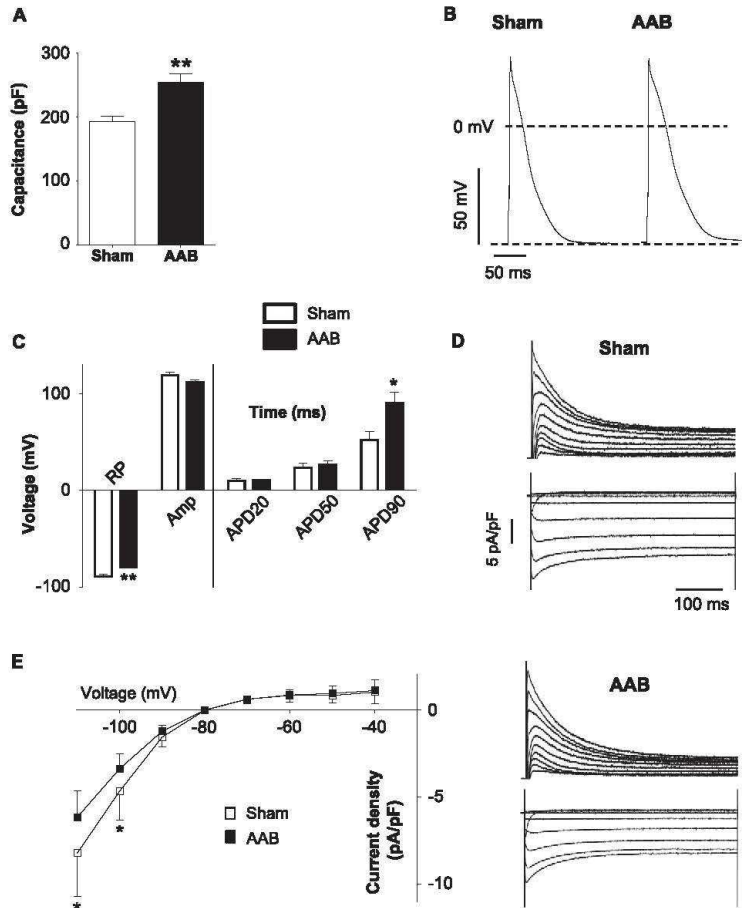 A
300
200
100
0
Capacitance (pF)
**
Sham
AAB
B
Sham
AAB
0 mV
50 mV
50 ms
Sham
AAB
C
100
0
-100
Voltage (mV)
RP
**
Amp
Time (ms)
APD20
APD50
APD90
*
D
Sham
5 pA/pF
100 ms
E
Voltage (mV)
-100
-80
-60
-40
0
-5
-10
Current density
(pA/pF)
Sham
AAB
*
*
AAB